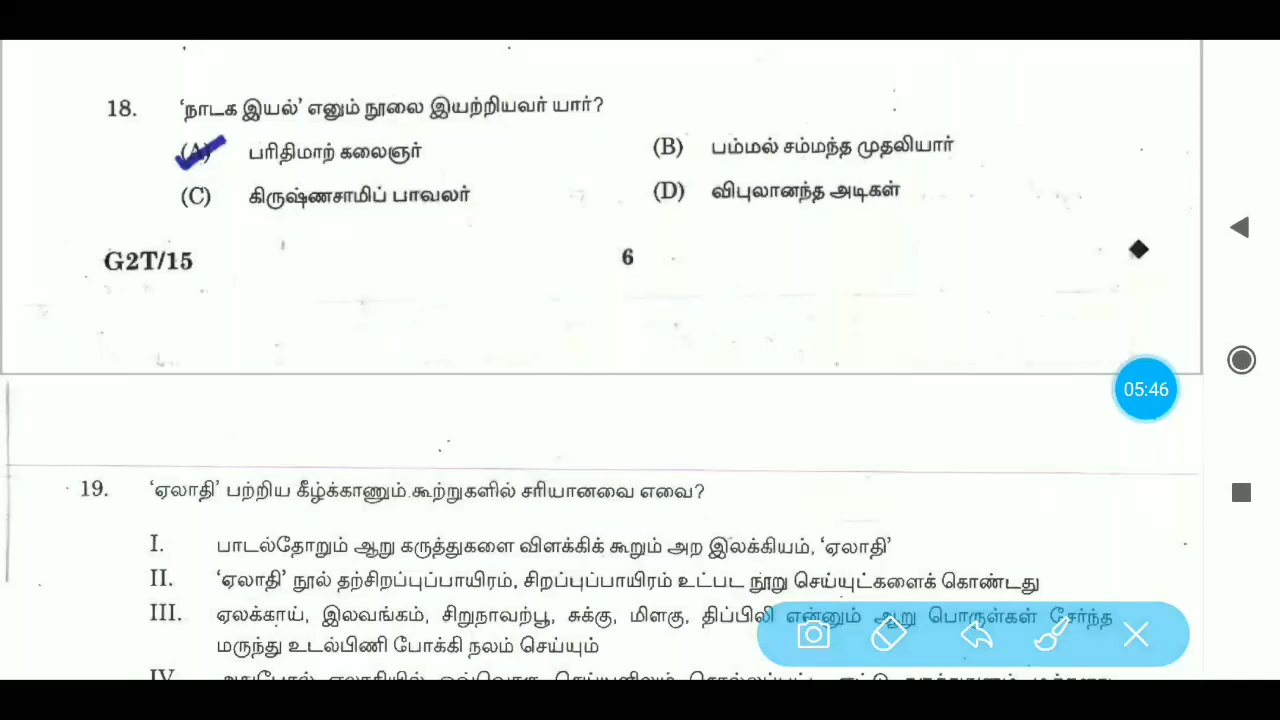 18. 'நாடக இயல்' எனும் நூலை இயற்றியவர் யார்?
(A) பரிதிமாற் கலைஞர் (B) பம்மல் சம்மந்த முதலியார்
(C) கிருஷ்ணசாமிப் பாவலர் (D) விபுலானந்த அடிகள்
G2T/15 6
05:46
19. 'ஏலாதி' பற்றிய கீழ்க்காணும் கூற்றுகளில் சரியானவை எவை?
I. பாடல்தோறும் ஆறு கருத்துகளை விளக்கிக் கூறும் அற இலக்கியம், 'ஏலாதி'
II. 'ஏலாதி' நூல் தற்சிறப்புப்பாயிரம், சிறப்புப்பாயிரம் உட்பட நூறு செய்யுட்களைக் கொண்டது
III. ஏலக்காய், இலவங்கம், சிறுநாவற்பூ, சுக்கு, மிளகு, திப்பிலி என்னும் ஆறு பொருள்கள் சேர்ந்த
மருந்து உடல்பிணி போக்கி நலம் செய்யும்
IV.